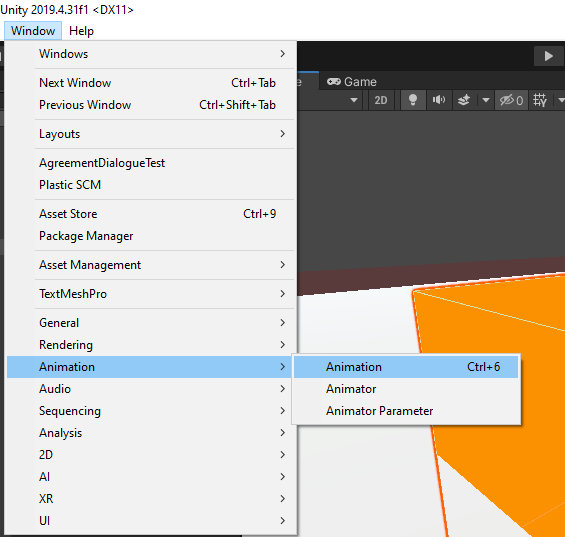 Unity 2019.4.31f1 <DX11>
Window Help
Windows
Next Window Ctrl+Tab
Previous Window Ctrl+Shift+Tab
Layouts
AgreementDialogueTest
Plastic SCM
Asset Store Ctrl+9
Package Manager
Asset Management
TextMeshPro
General
Rendering
Animation
Audio
Sequencing
Analysis
2D
AI
XR
UI
Animation Ctrl+6
Animator
Animator Parameter
Game
2D
0